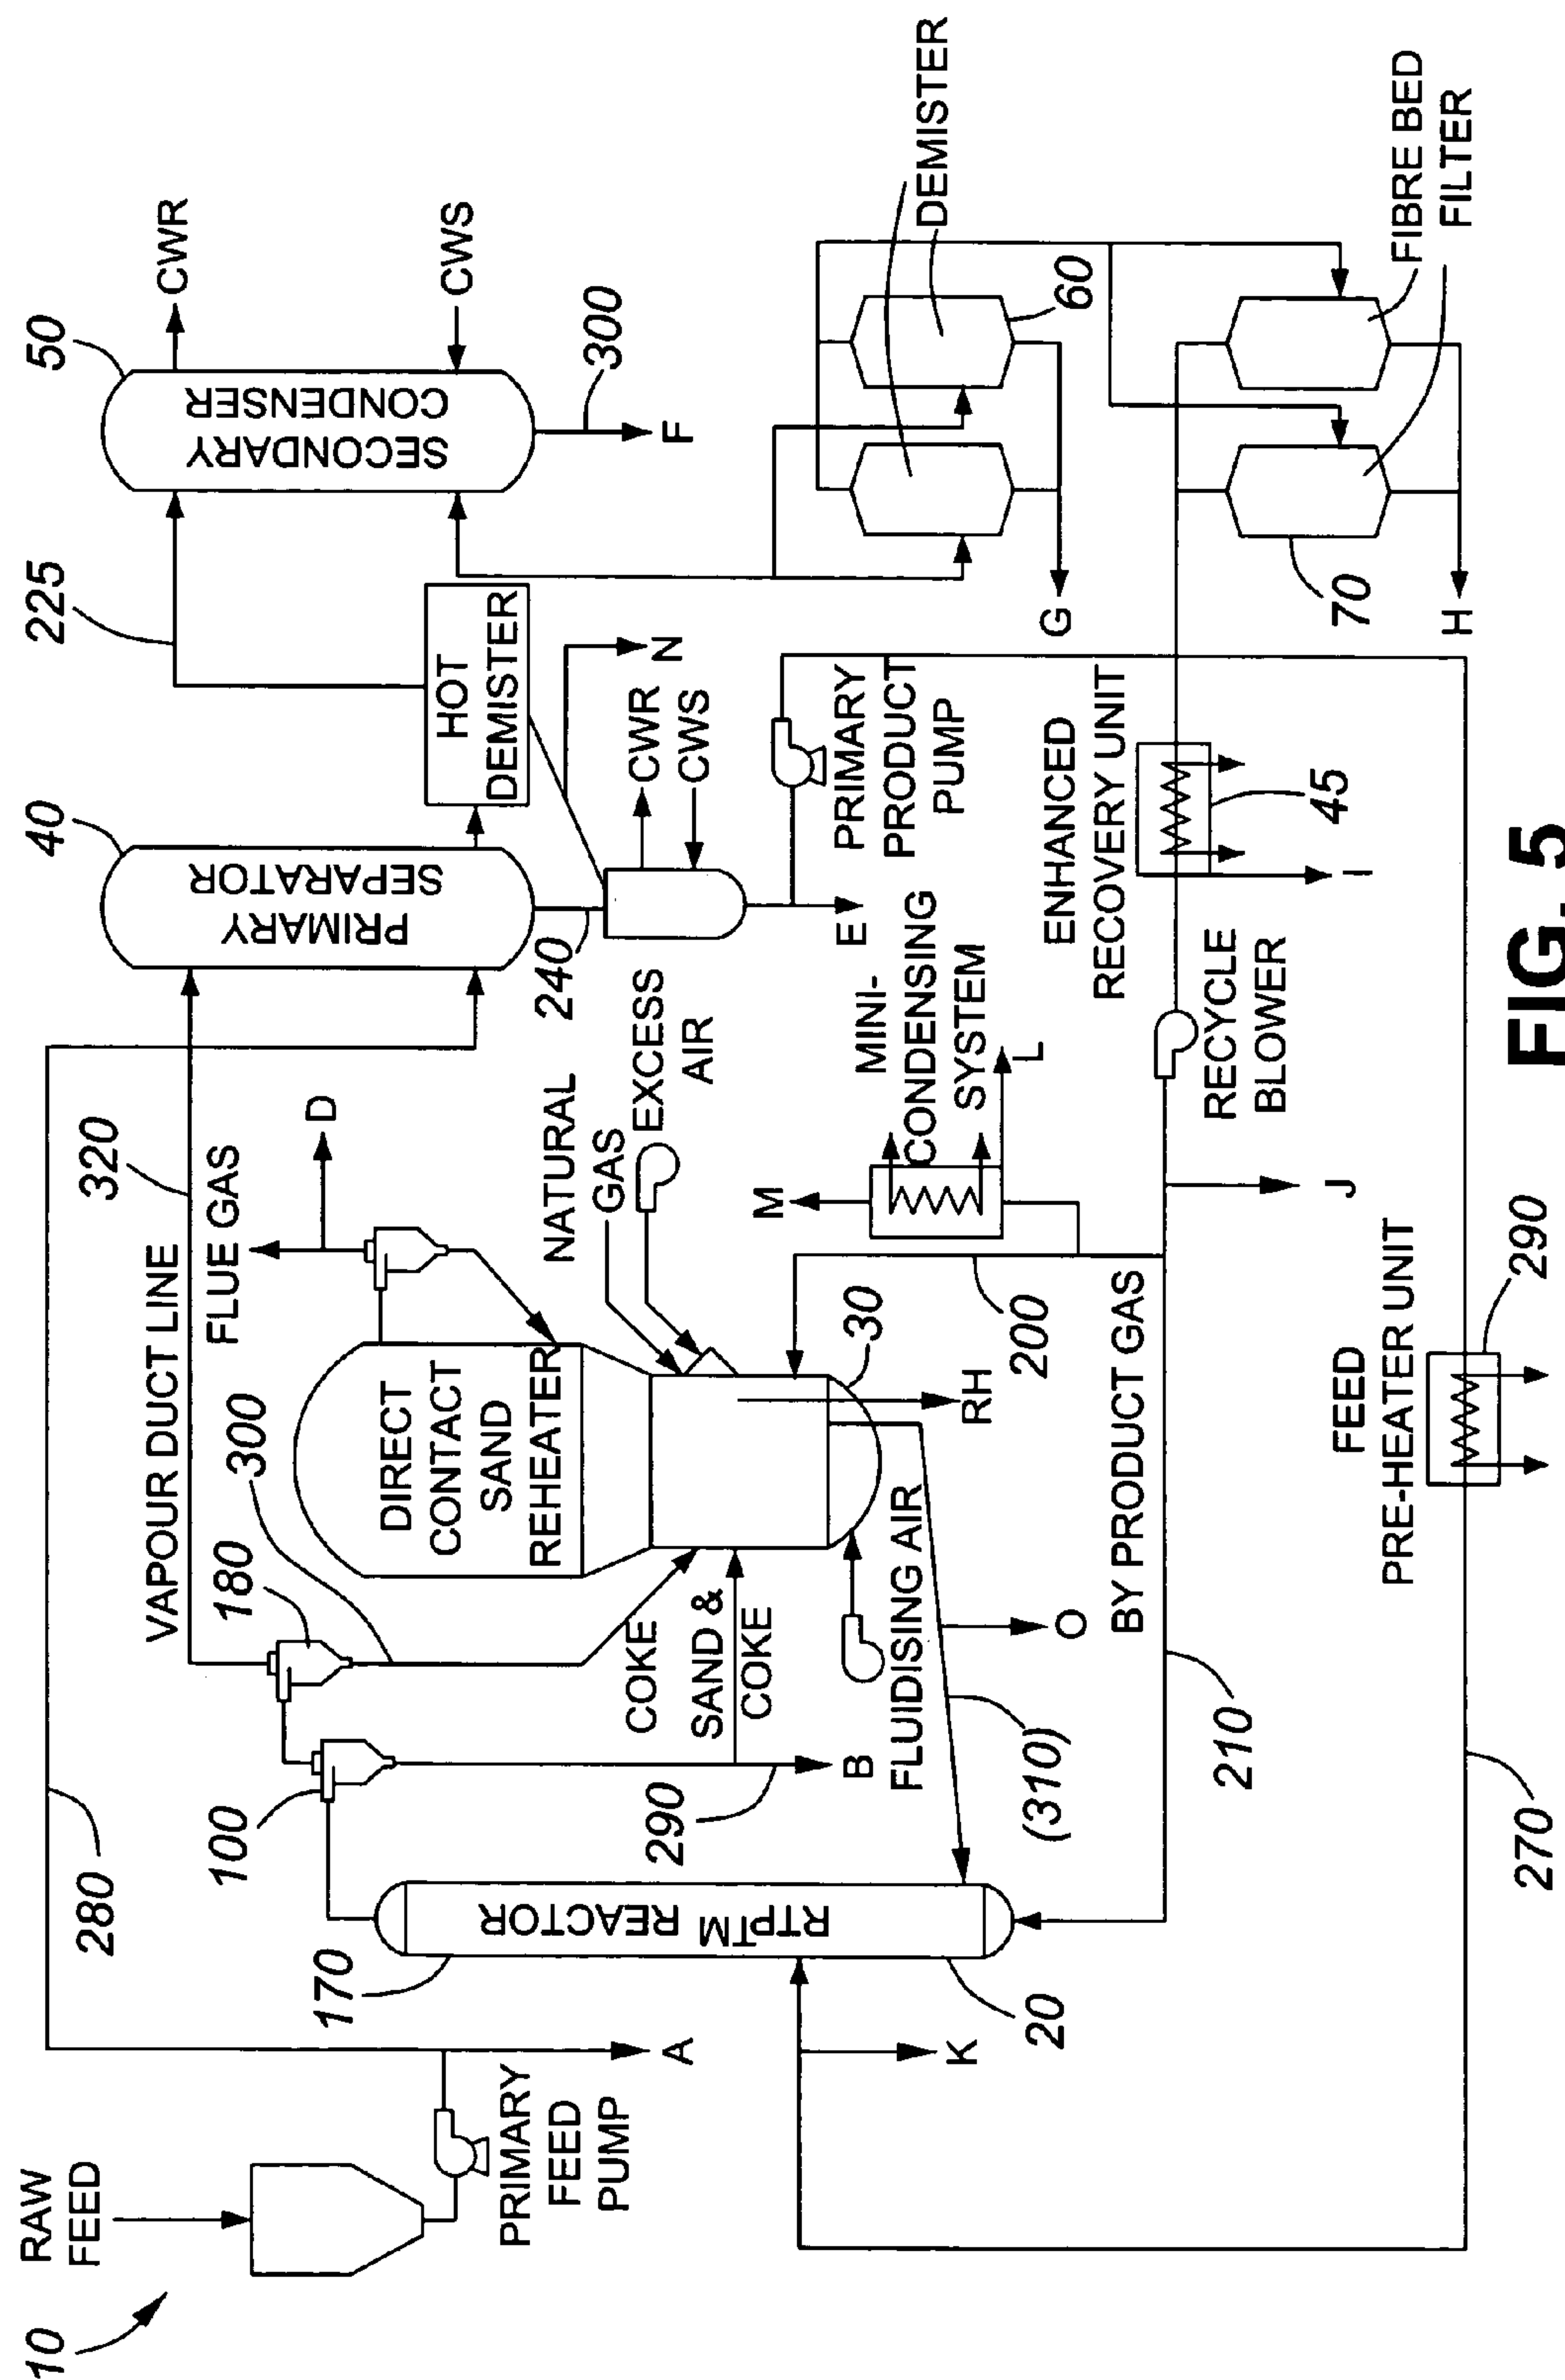 10
RAW
FEED
PRIMARY
FEED
PUMP
A
280
170
RTP™ REACTOR
20
K
100
180
300
290
B
VAPOUR DUCT LINE
320
FLUE GAS
D
DIRECT
CONTACT
SAND
REHEATER
COKE
SAND &
COKE
FLUIDISING AIR
30
RH
O
(310)
NATURAL
GAS
EXCESS
AIR
M
MINI-
CONDENSING
SYSTEM
L
200
BY PRODUCT GAS
210
J
RECYCLE
BLOWER
40
PRIMARY
SEPARATOR
240
HOT
DEMISTER
225
N
CWR
CWS
E
PRIMARY
PRODUCT
PUMP
50
SECONDARY
CONDENSER
CWR
CWS
300
F
DEMISTER
60
G
FIBRE BED
FILTER
70
H
ENHANCED
RECOVERY UNIT
45
I
FEED
PRE-HEATER UNIT
290
270
FIG. 5